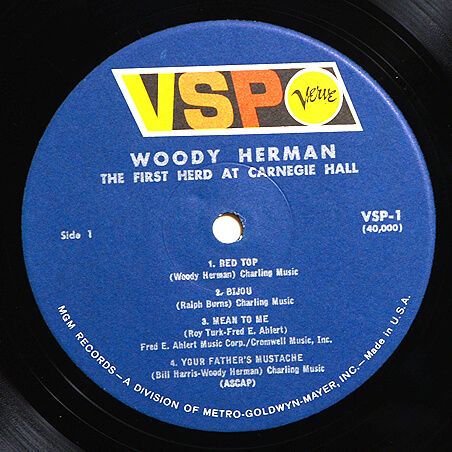 VSP Verve
WOODY HERMAN
THE FIRST HERD AT CARNEGIE HALL
Side 1
VSP-1
(40,000)
1. RED TOP
(Woody Herman) Charling Music
2. BIJOU
(Ralph Burns) Charling Music
3. MEAN TO ME
(Roy Turk-Fred E. Ahlert)
Fred E. Ahlert Music Corp./Cromwell Music, Inc.
4. YOUR FATHER'S MUSTACHE
(Bill Harris-Woody Herman) Charling Music
(ASCAP)
MGM RECORDS—A DIVISION OF METRO-GOLDWYN-MAYER, INC.—Made in U.S.A.